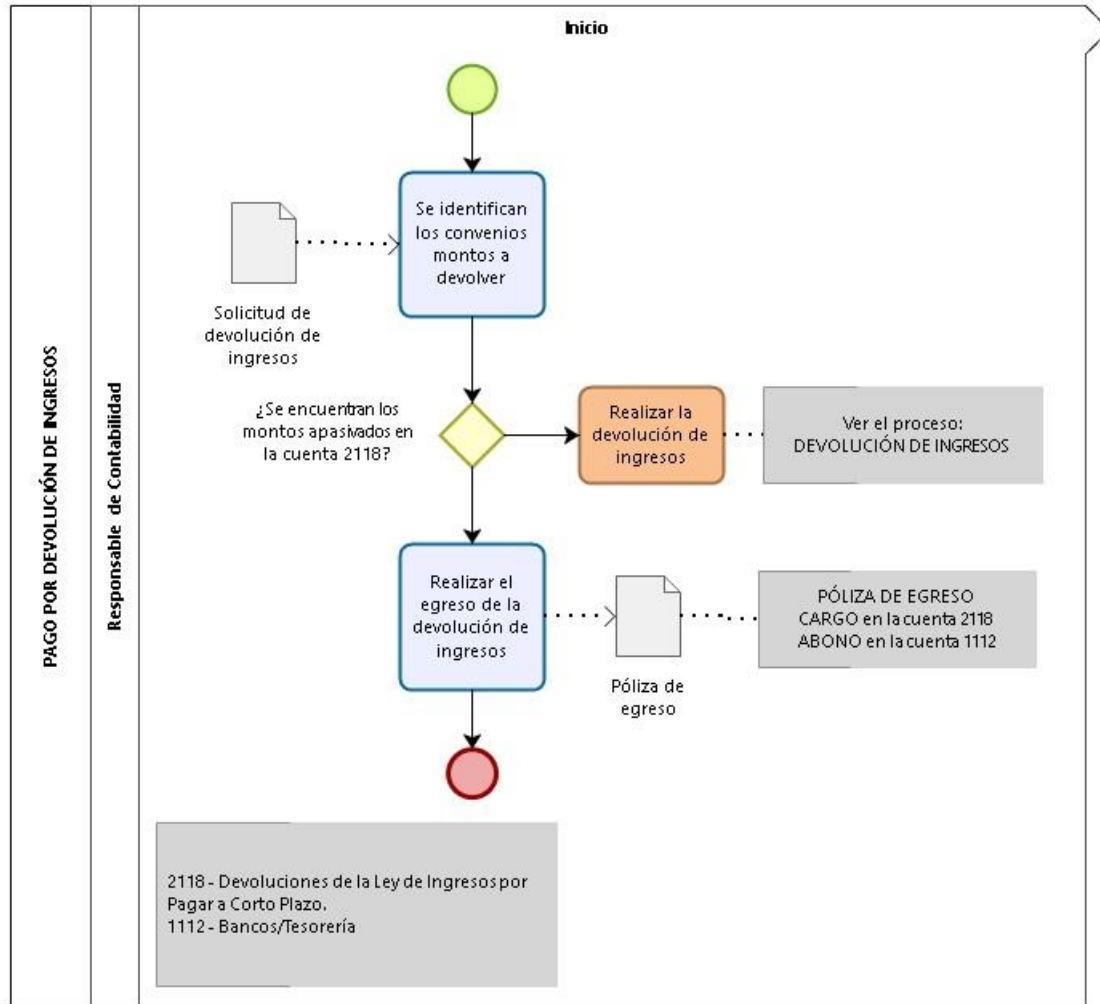 PAGO POR DEVOLUCIÓN DE INGRESOS
Responsable de Contabilidad
Inicio
Se identifican
los convenios
montos a
devolver
Solicitud de
devolución de
ingresos
¿Se encuentran los
montos apasivados en
la cuenta 2118?
Realizar la
devolución de
ingresos
Ver el proceso:
DEVOLUCIÓN DE INGRESOS
Realizar el
egreso de la
devolución de
ingresos
Póliza de
egreso
PÓLIZA DE EGRESO
CARGO en la cuenta 2118
ABONO en la cuenta 1112
2118 - Devoluciones de la Ley de Ingresos por
Pagar a Corto Plazo.
1112 - Bancos/Tesorería